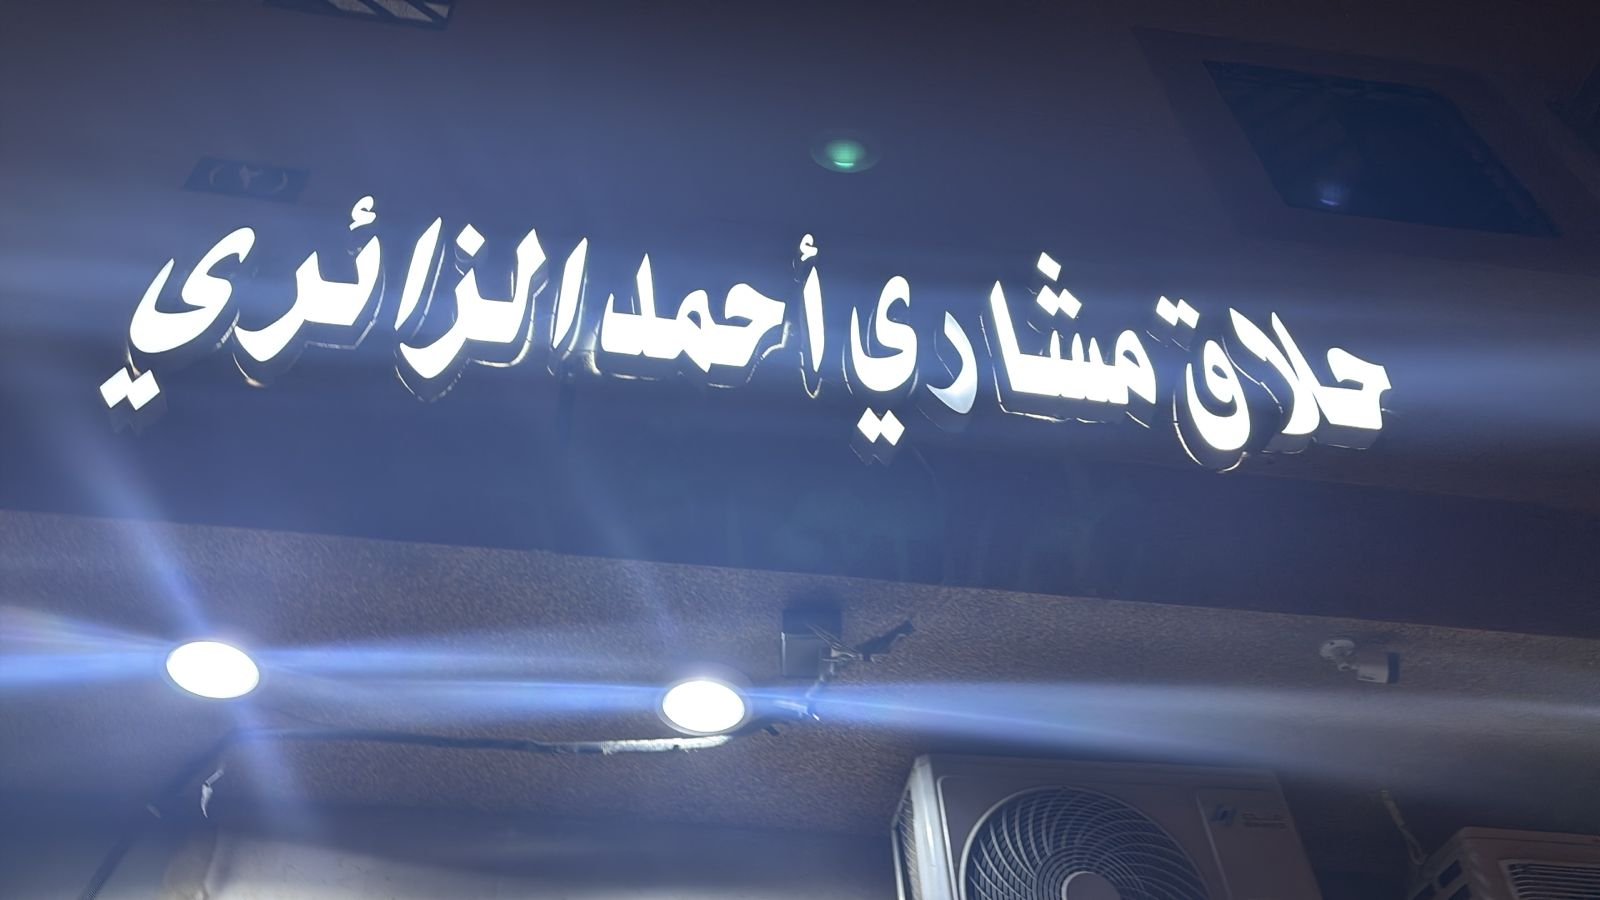 حلاق مشاري أحمد الزائري